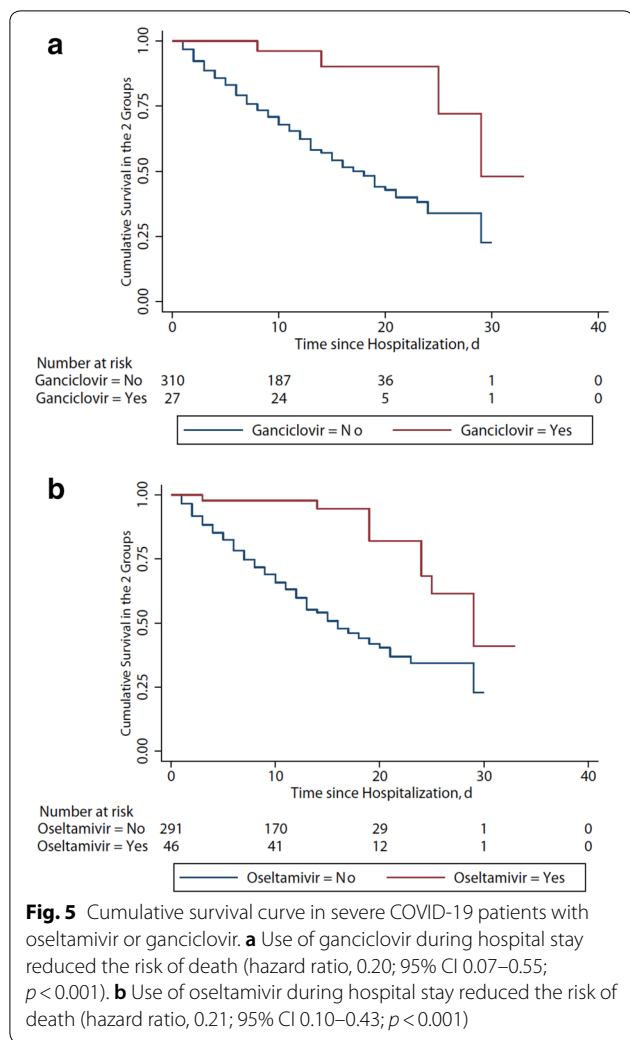 a
Cumulative Survival in the 2 Groups
1.00
0.75
0.50
0.25
0.00
0 10 20 30 40
Time since Hospitalization, d
Number at risk
Ganciclovir = No 310 187 36 1 0
Ganciclovir = Yes 27 24 5 1 0
Ganciclovir = No Ganciclovir = Yes
b
Cumulative Survival in the 2 Groups
1.00
0.75
0.50
0.25
0.00
0 10 20 30 40
Time since Hospitalization, d
Number at risk
Oseltamivir = No 291 170 29 1 0
Oseltamivir = Yes 46 41 12 1 0
Oseltamivir = No Oseltamivir = Yes
Fig. 5 Cumulative survival curve in severe COVID-19 patients with
oseltamivir or ganciclovir. a Use of ganciclovir during hospital stay
reduced the risk of death (hazard ratio, 0.20; 95% CI 0.07–0.55;
p < 0.001). b Use of oseltamivir during hospital stay reduced the risk of
death (hazard ratio, 0.21; 95% CI 0.10–0.43; p < 0.001)